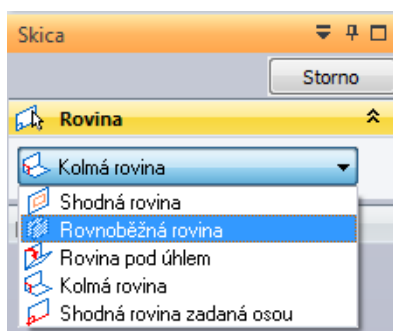 Skica
Storno
Rovina
Kolmá rovina
Shodná rovina
Rovnoběžná rovina
Rovina pod úhlem
Kolmá rovina
Shodná rovina zadaná osou